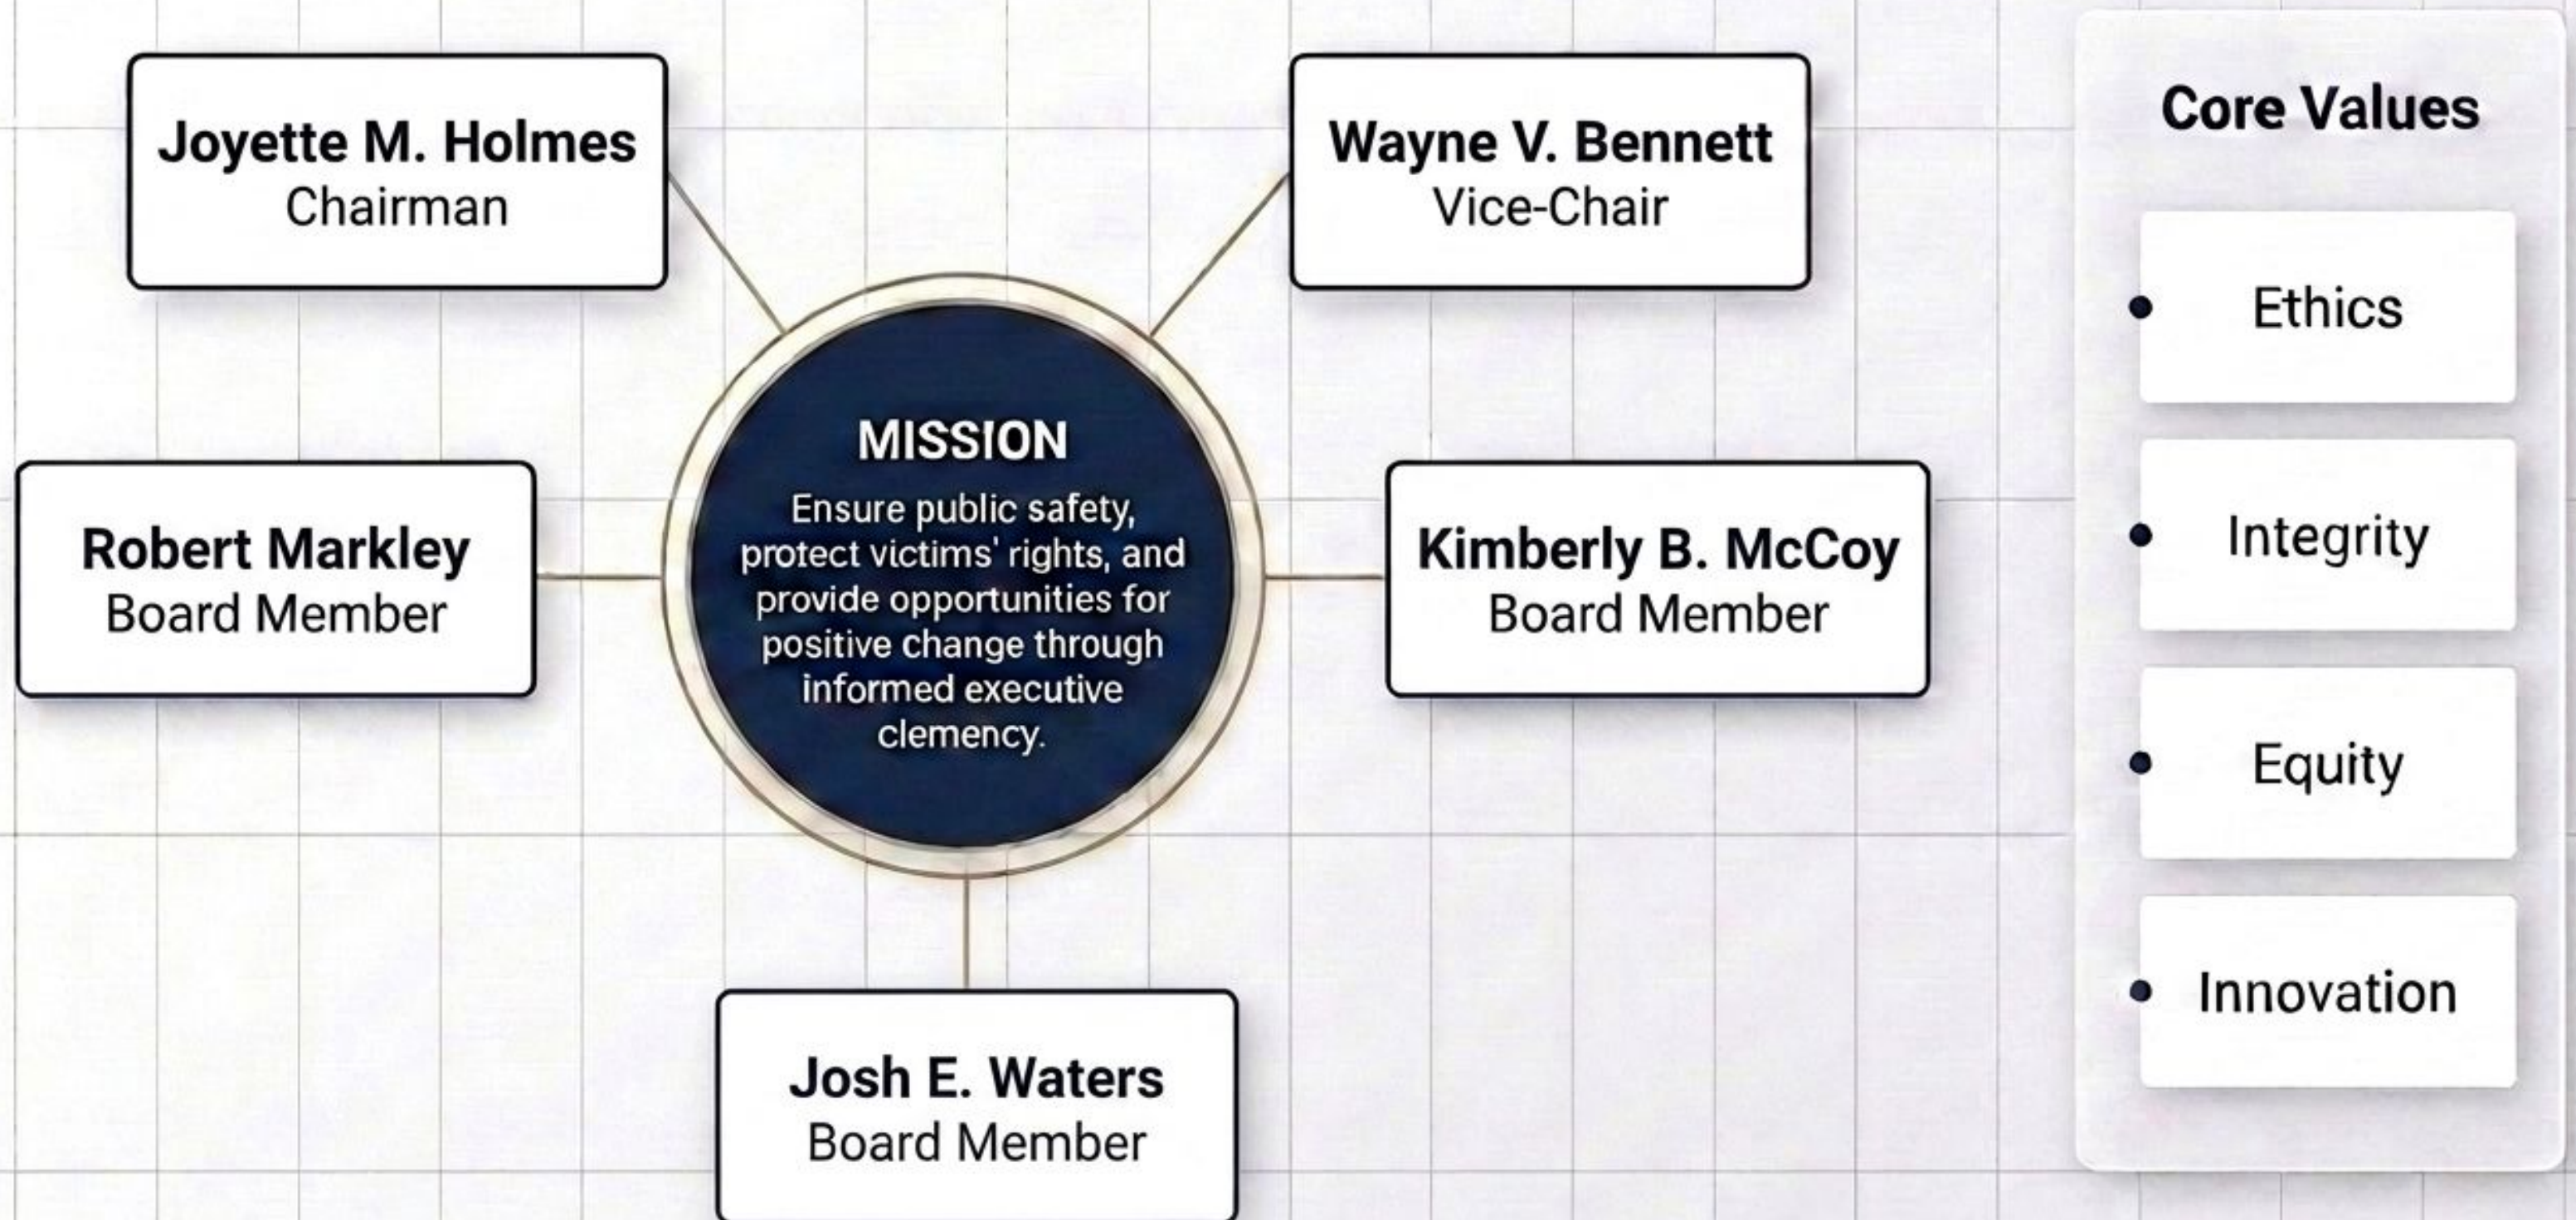 Joyette M. Holmes
Chairman
Wayne V. Bennett
Vice-Chair
Robert Markley
Board Member
MISSION
Ensure public safety,
protect victims' rights, and
provide opportunities for
positive change through
informed executive
clemency.
Kimberly B. McCoy
Board Member
Josh E. Waters
Board Member
Core Values
Ethics
Integrity
Equity
Innovation